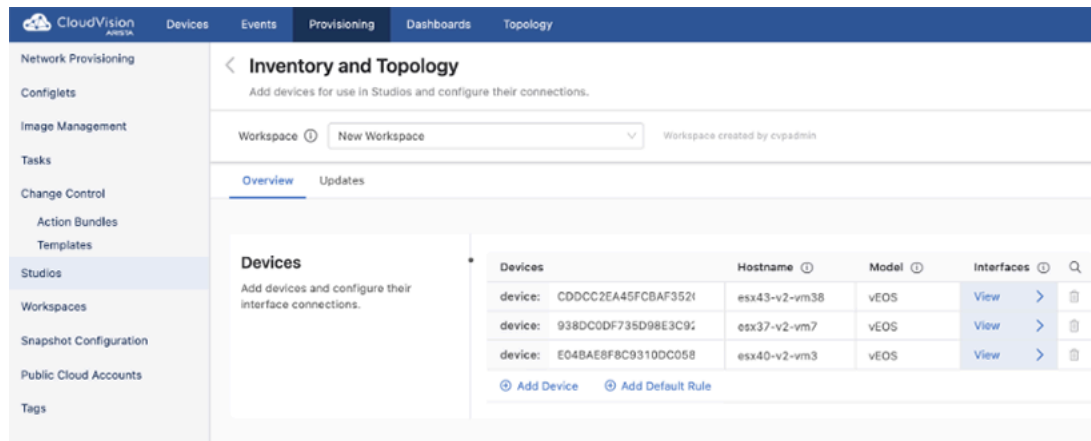 CloudVision
ARISTA
Devices Events Provisioning Dashboards Topology
Network Provisioning
Configlets
Image Management
Tasks
Change Control
Action Bundles
Templates
Studios
Workspaces
Snapshot Configuration
Public Cloud Accounts
Tags
Inventory and Topology
Add devices for use in Studios and configure their connections.
Workspace New Workspace Workspace created by cvpadmin
Overview Updates
Devices
Add devices and configure their
interface connections.
Devices Hostname Model Interfaces
device: CDDCC2EA45FCBAF352( esx43-v2-vm38 vEOS View
device: 938DC0DF735D98E3C92 esx37-v2-vm7 vEOS View
device: E04BAE8F8C9310DC058 esx40-v2-vm3 vEOS View
Add Device Add Default Rule